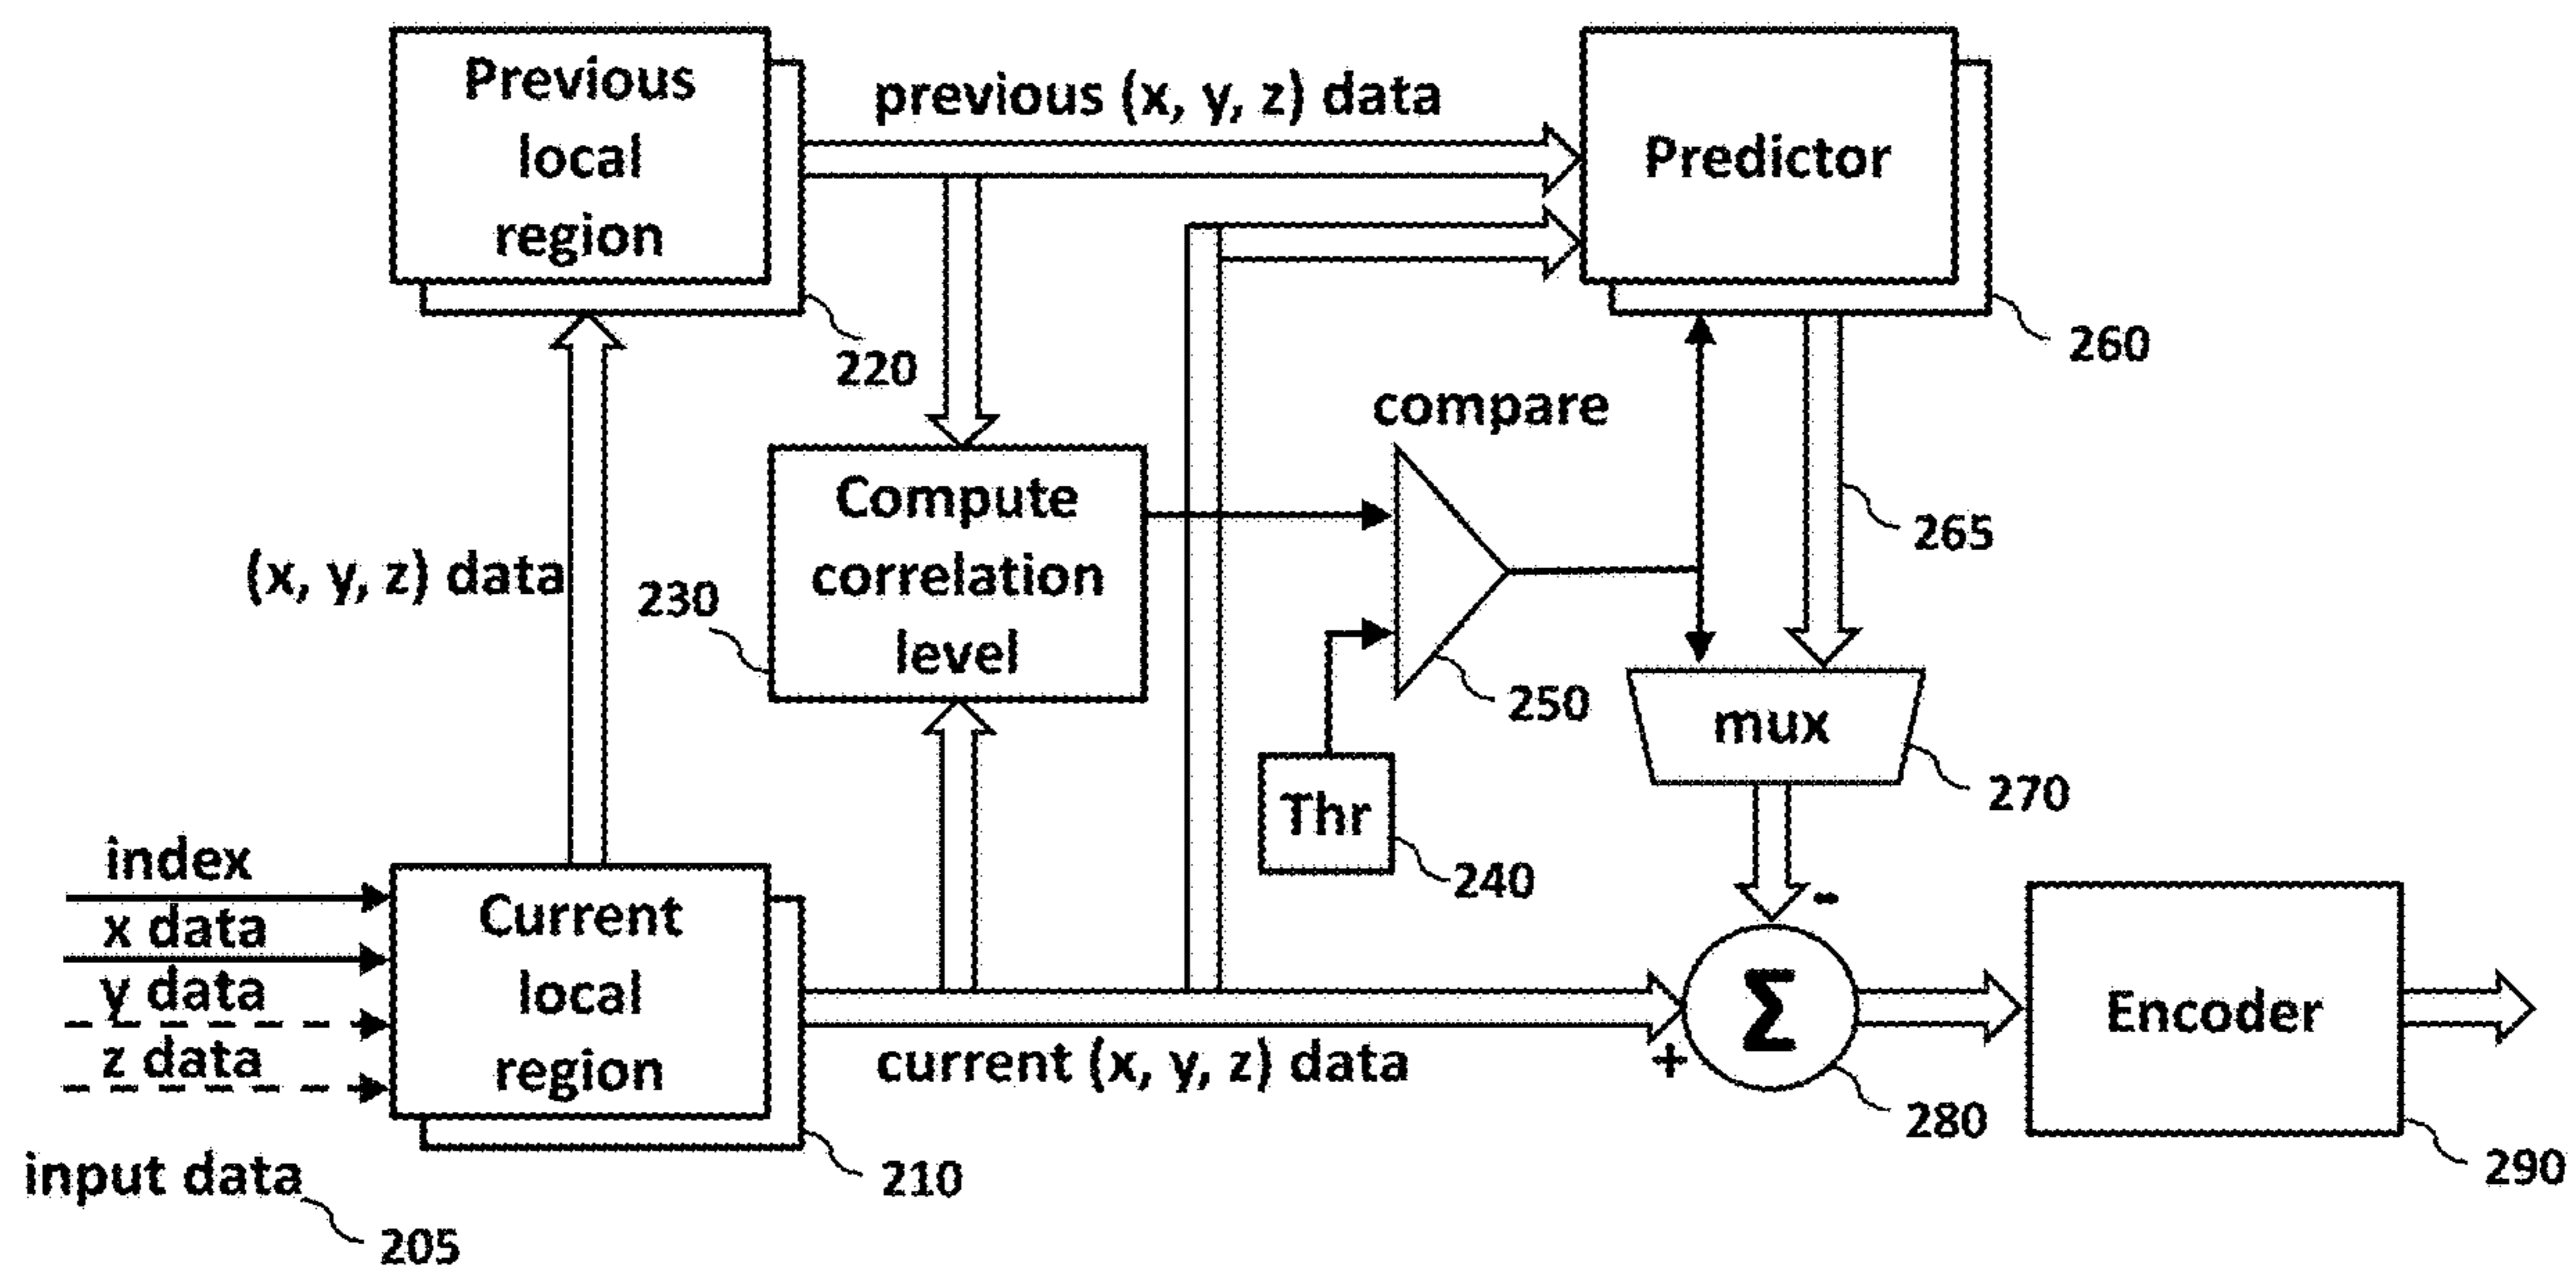 Previous
local
region
previous (x, y, z) data
Predictor
220
260
compare
Compute
correlation
level
265
(x, y, z) data
230
250
mux
270
Thr
240
index
x data
y data
z data
Current
local
region
-
Σ
+
Encoder
current (x, y, z) data
280
290
210
input data
205